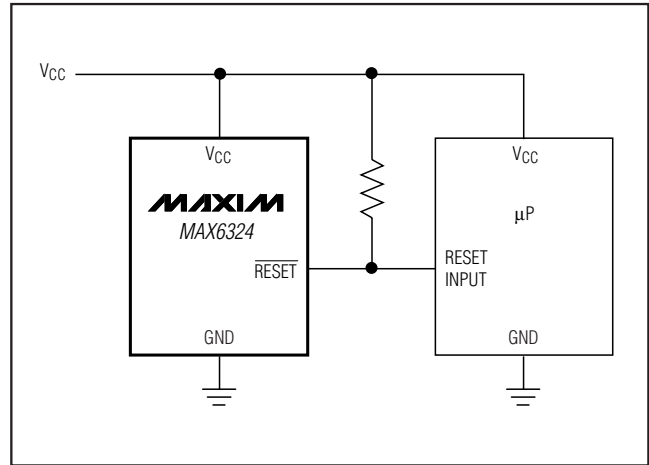 VCC
VCC
MAXIM
MAX6324
RESET
GND
VCC
µP
RESET
INPUT
GND